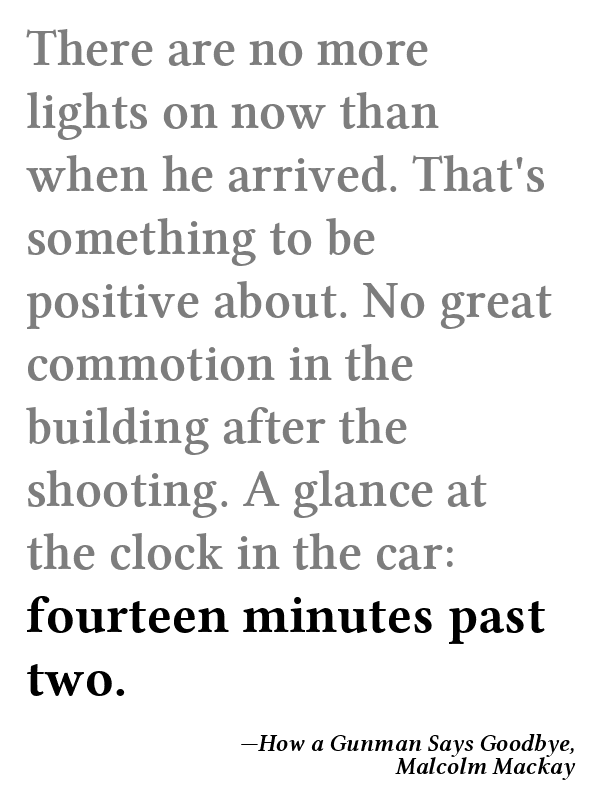 There are no more
lights on now than
when he arrived. That's
something to be
positive about. No great
commotion in the
building after the
shooting. A glance at
the clock in the car:
fourteen minutes past
two.
—How a Gunman Says Goodbye,
Malcolm Mackay